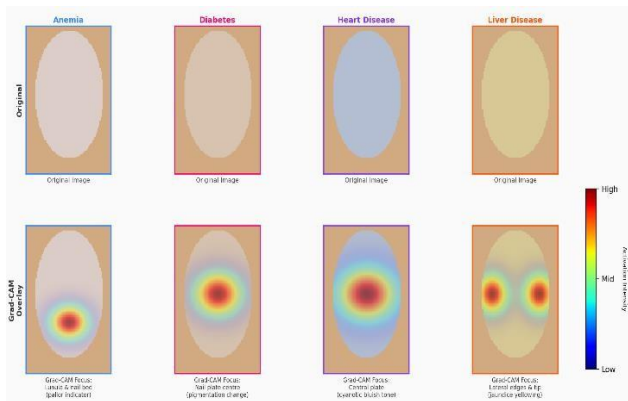 Anemia
Diabetes
Heart Disease
Liver Disease
Original
Original Image
Original Image
Original Image
Original Image
High
Mid
Low
Activation Intensity
Grad-CAM
Overlay
Grad-CAM Focus:
Lunula & nail bed
(pallor indicator)
Grad-CAM Focus:
Nail plate centre
(pigmentation change)
Grad-CAM Focus:
Central plate
(cyanotic bluish tone)
Grad-CAM Focus:
Lateral edges & tip
(jaundice yellowing)